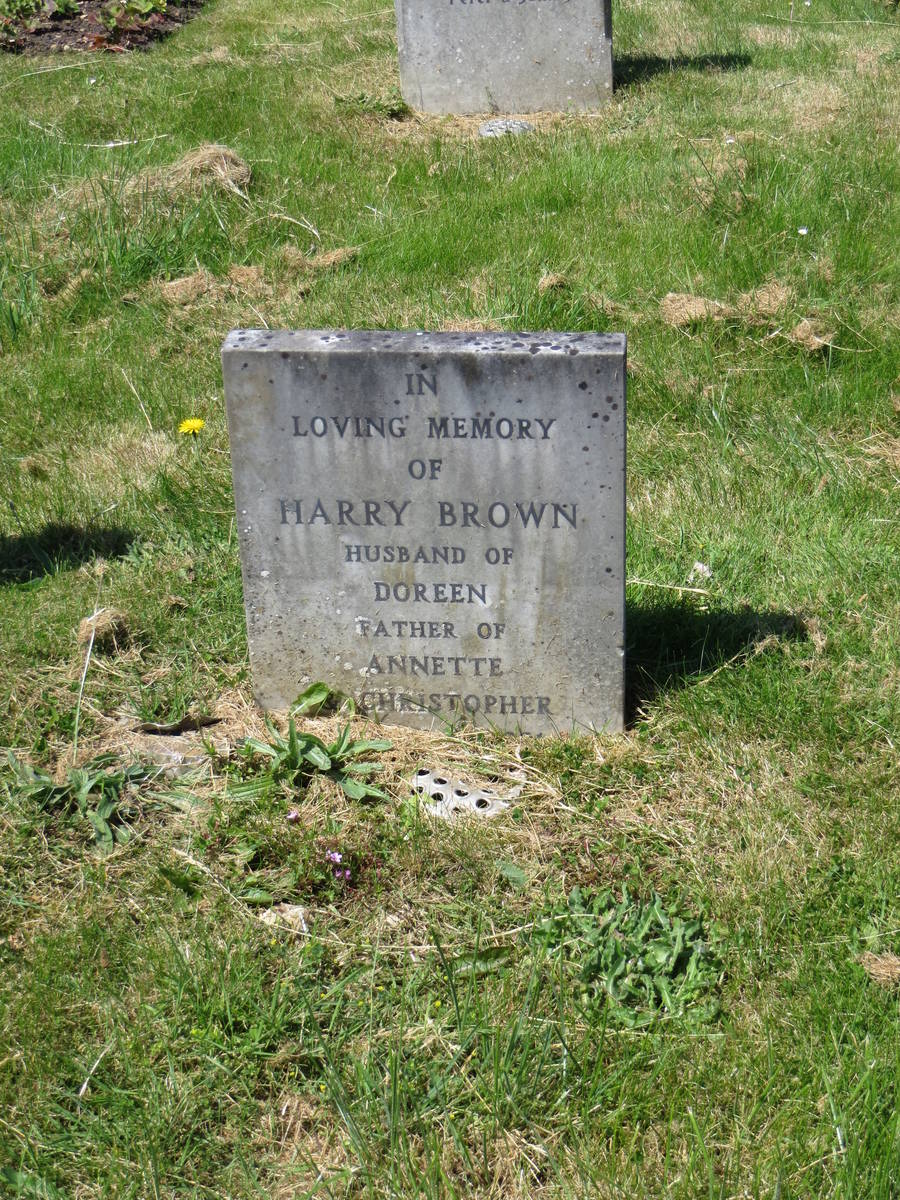 IN
LOVING MEMORY
OF
HARRY BROWN
HUSBAND OF
DOREEN
FATHER OF
ANNETTE
& CHRISTOPHER